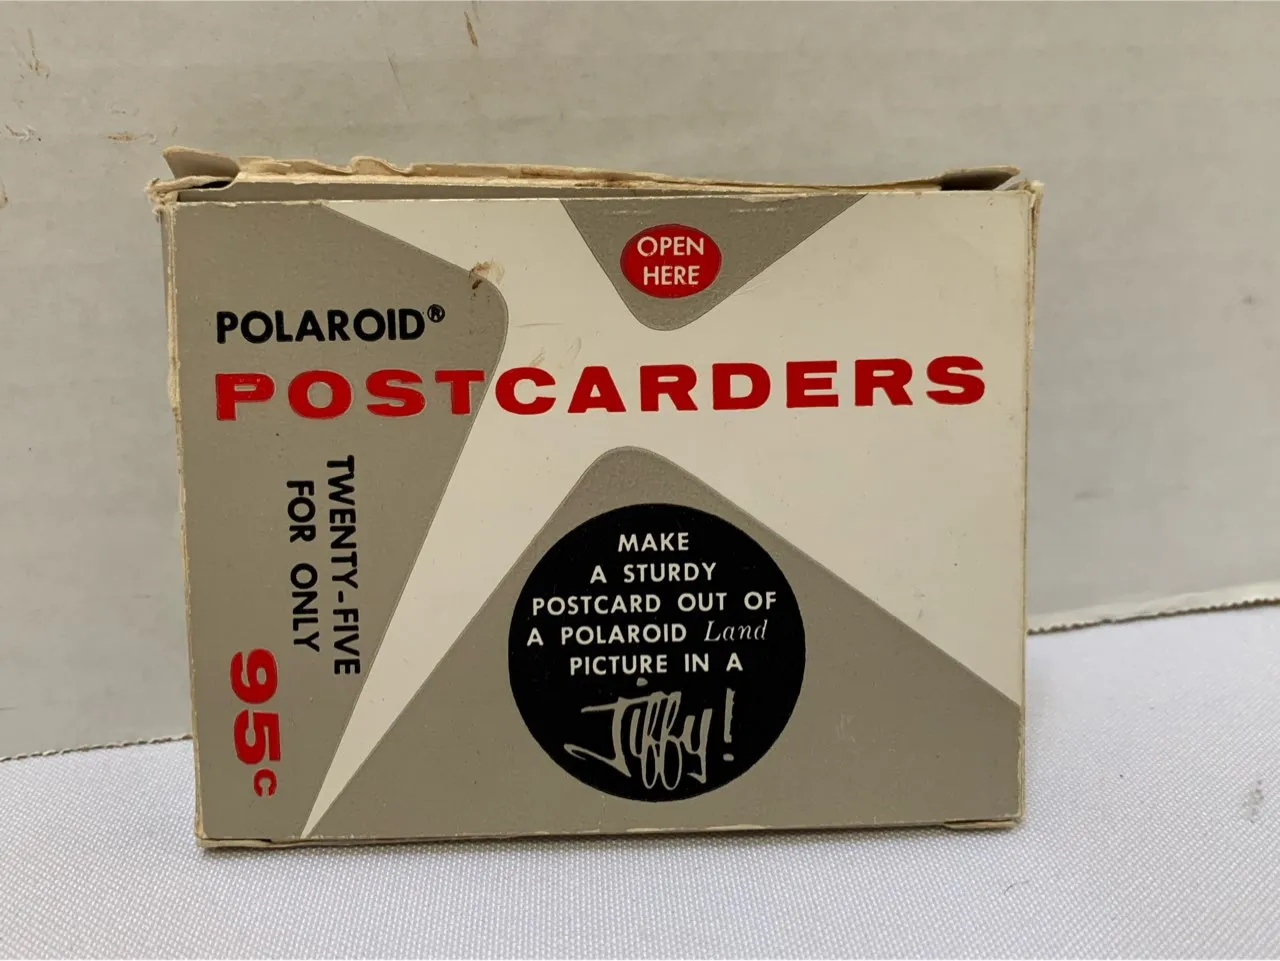 OPEN
HERE
POLAROID®
POSTCARDERS
TWENTY-FIVE
FOR ONLY
95c
MAKE
A STURDY
POSTCARD OUT OF
A POLAROID Land
PICTURE IN A
Jiffy!